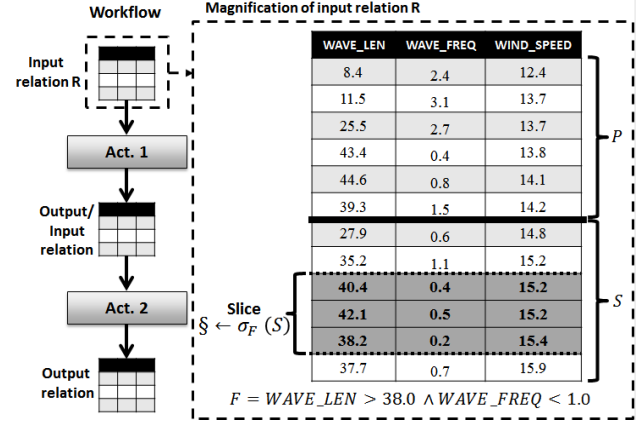 Workflow
Magnification of input relation R
Input
relation R
Act. 1
Output/
Input
relation
Act. 2
Output
relation
WAVE_LEN WAVE_FREQ WIND_SPEED
8.4 2.4 12.4
11.5 3.1 13.7
25.5 2.7 13.7
43.4 0.4 13.8
44.6 0.8 14.1
39.3 1.5 14.2
27.9 0.6 14.8
35.2 1.1 15.2
40.4 0.4 15.2
42.1 0.5 15.2
38.2 0.2 15.4
37.7 0.7 15.9
P
S
Slice
§ ← σF (S)
F = WAVE_LEN > 38.0 ∧ WAVE_FREQ < 1.0